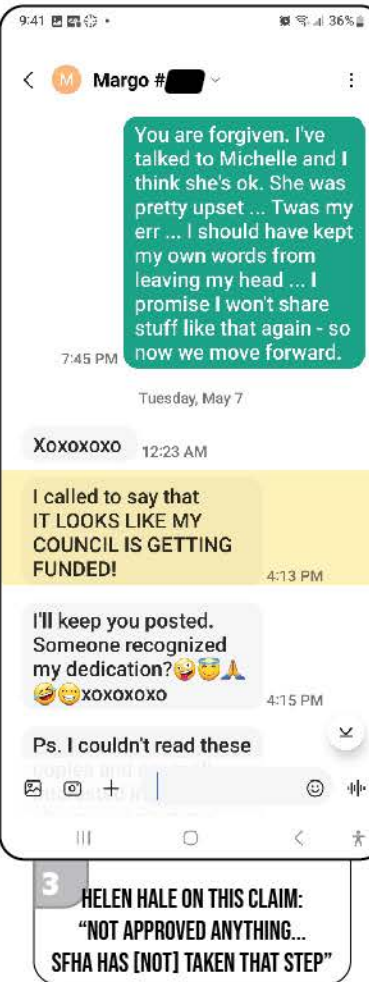 9:41
36%
M Margo #
You are forgiven. I've
talked to Michelle and I
think she's ok. She was
pretty upset ... Twas my
err ... I should have kept
my own words from
leaving my head ... I
promise I won't share
stuff like that again - so
now we move forward.
7:45 PM
Tuesday, May 7
Xoxoxoxo 12:23 AM
I called to say that
IT LOOKS LIKE MY
COUNCIL IS GETTING
FUNDED!
4:13 PM
I'll keep you posted.
Someone recognized
my dedication?🤪😇🙏
🤣😁xoxoxoxo
4:15 PM
Ps. I couldn't read these
3
HELEN HALE ON THIS CLAIM:
“NOT APPROVED ANYTHING...
SFHA HAS [NOT] TAKEN THAT STEP”